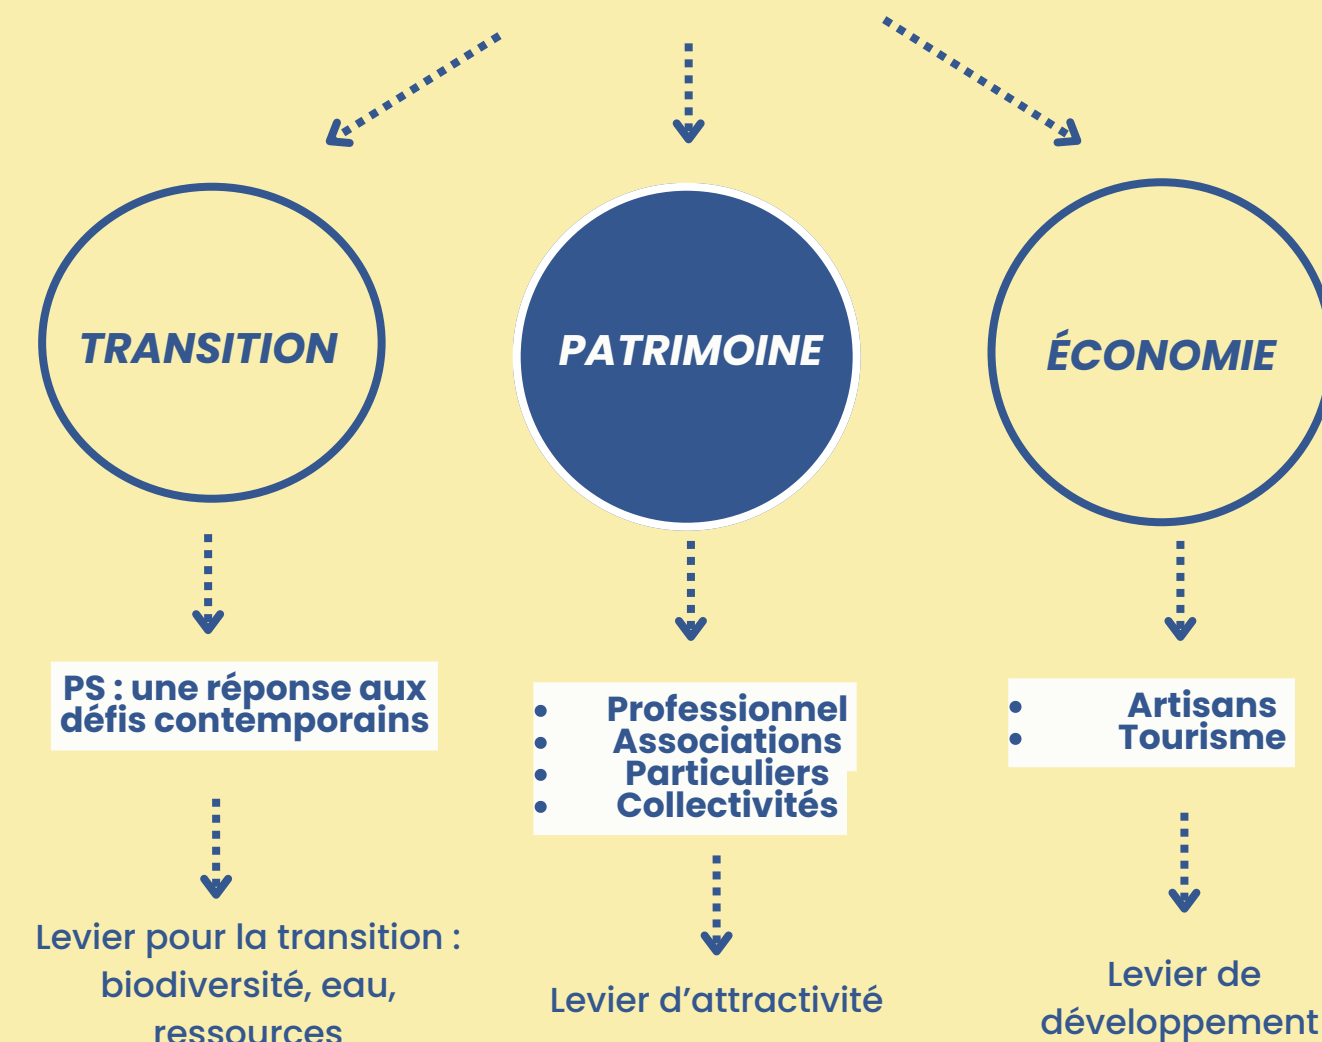 TRANSITION
PATRIMOINE
ÉCONOMIE
PS : une réponse aux
défis contemporains
• Professionnel
• Associations
• Particuliers
• Collectivités
• Artisans
• Tourisme
Levier pour la transition :
biodiversité, eau,
ressources
Levier d’attractivité
Levier de
développement